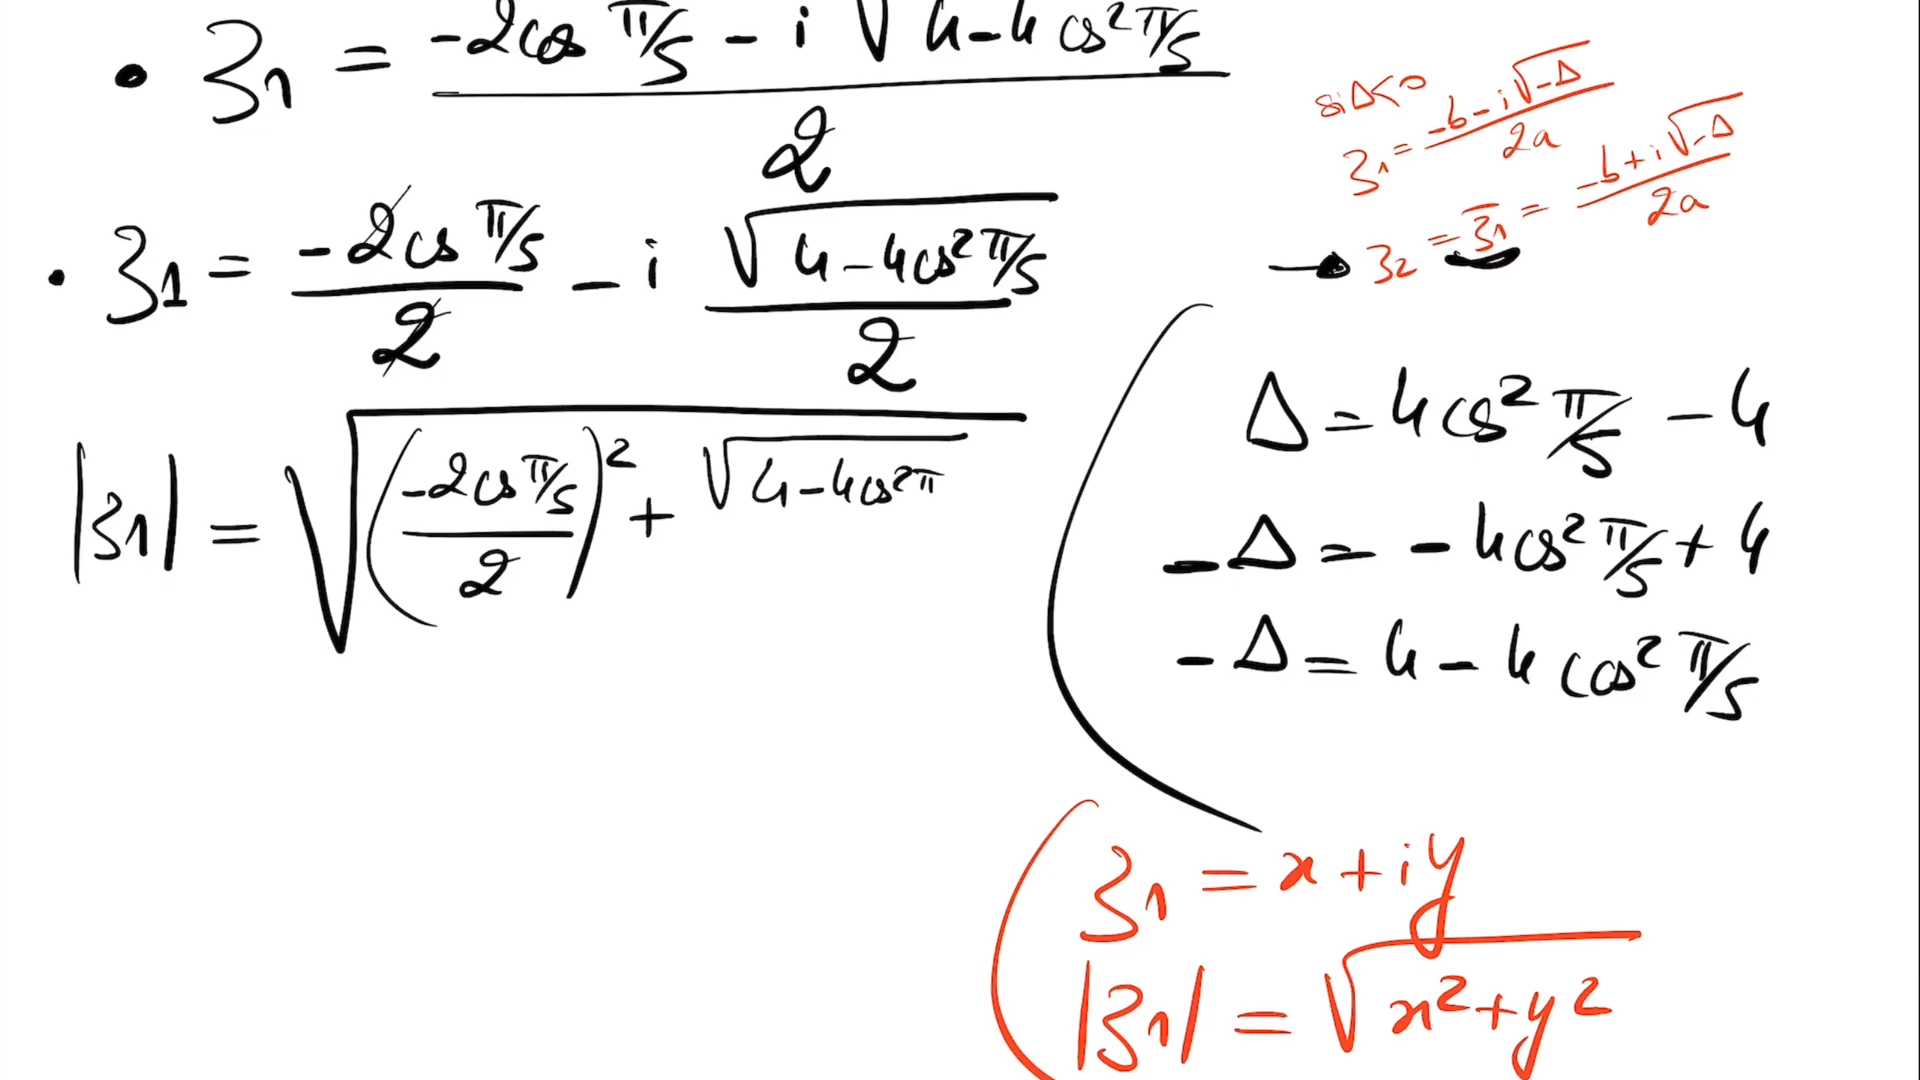 • z1 = (-2cos π/5 - i √(4-4cos²π/5)) / 2
• z1 = (-2cos π/5) / 2 - i √(4-4cos²π/5) / 2
|z1| = √( ((-2cos π/5) / 2)² + √(4-4cos²π
si Δ<0
z1 = (-b-i√-Δ) / 2a
→ z2 = z̅1 = (-b+i√-Δ) / 2a
Δ = 4cos² π/5 - 4
-Δ = -4cos² π/5 + 4
-Δ = 4 - 4cos² π/5
z1 = x + iy
|z1| = √(x²+y²)